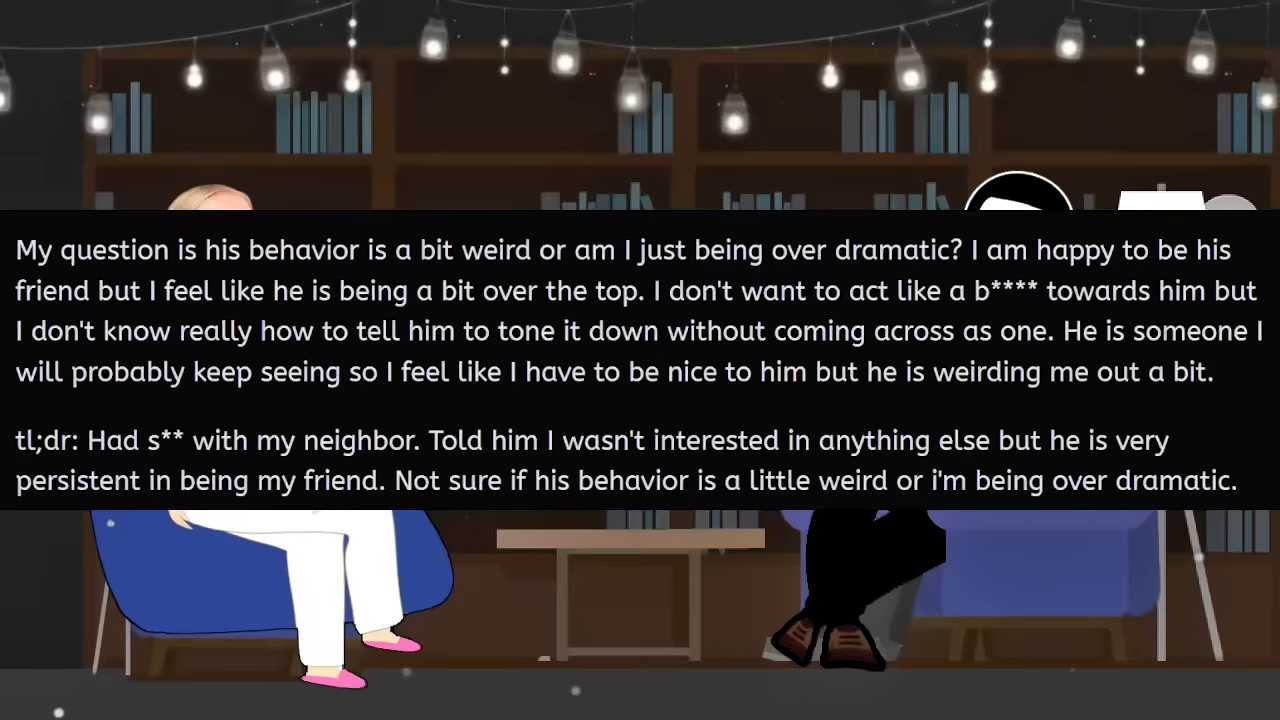 My question is his behavior is a bit weird or am I just being over dramatic? I am happy to be his
friend but I feel like he is being a bit over the top. I don't want to act like a b**** towards him but
I don't know really how to tell him to tone it down without coming across as one. He is someone I
will probably keep seeing so I feel like I have to be nice to him but he is weirding me out a bit.
tl;dr: Had s** with my neighbor. Told him I wasn't interested in anything else but he is very
persistent in being my friend. Not sure if his behavior is a little weird or i'm being over dramatic.